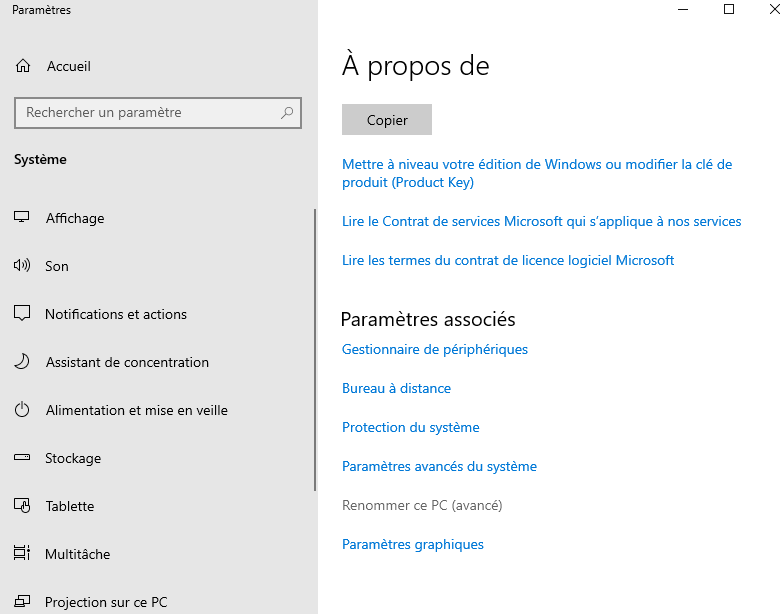 Paramètres
Accueil
Rechercher un paramètre
Système
Affichage
Son
Notifications et actions
Assistant de concentration
Alimentation et mise en veille
Stockage
Tablette
Multitâche
Projection sur ce PC
À propos de
Copier
Mettre à niveau votre édition de Windows ou modifier la clé de
produit (Product Key)
Lire le Contrat de services Microsoft qui s’applique à nos services
Lire les termes du contrat de licence logiciel Microsoft
Paramètres associés
Gestionnaire de périphériques
Bureau à distance
Protection du système
Paramètres avancés du système
Renommer ce PC (avancé)
Paramètres graphiques